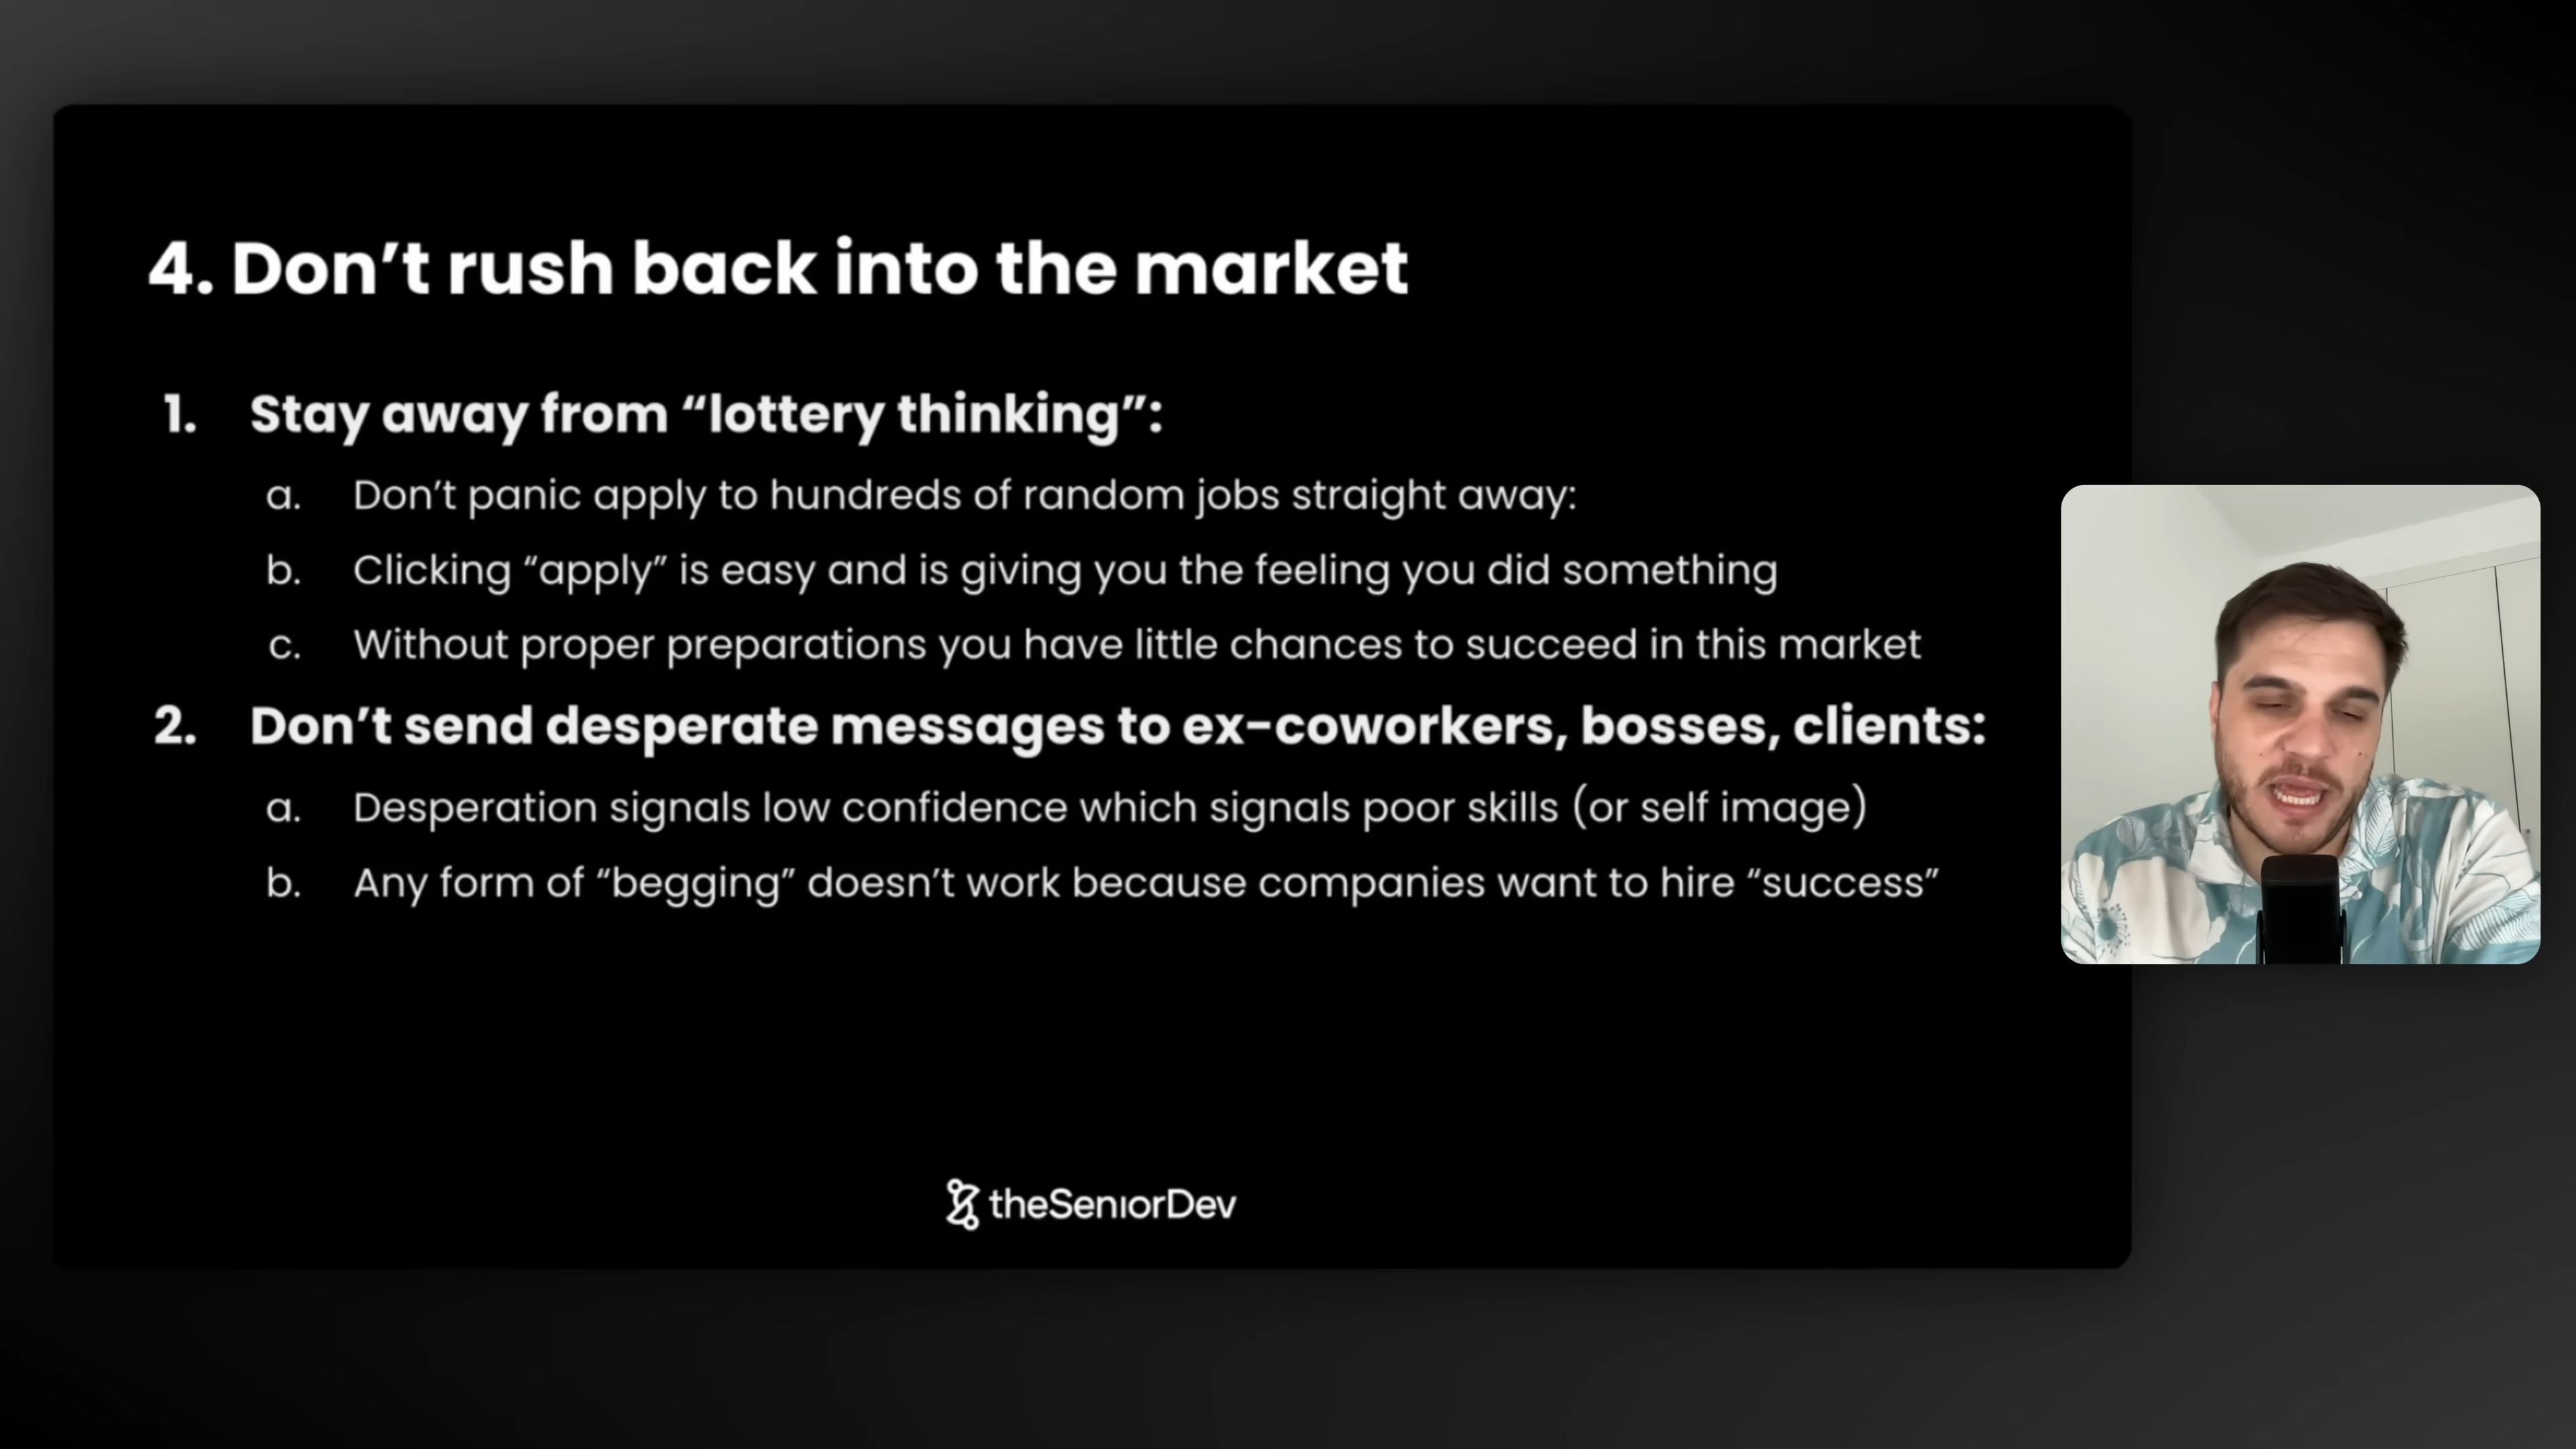 4. Don’t rush back into the market
1. Stay away from “lottery thinking”:
a. Don’t panic apply to hundreds of random jobs straight away:
b. Clicking “apply” is easy and is giving you the feeling you did something
c. Without proper preparations you have little chances to succeed in this market
2. Don’t send desperate messages to ex-coworkers, bosses, clients:
a. Desperation signals low confidence which signals poor skills (or self image)
b. Any form of “begging” doesn’t work because companies want to hire “success”
theSeniorDev